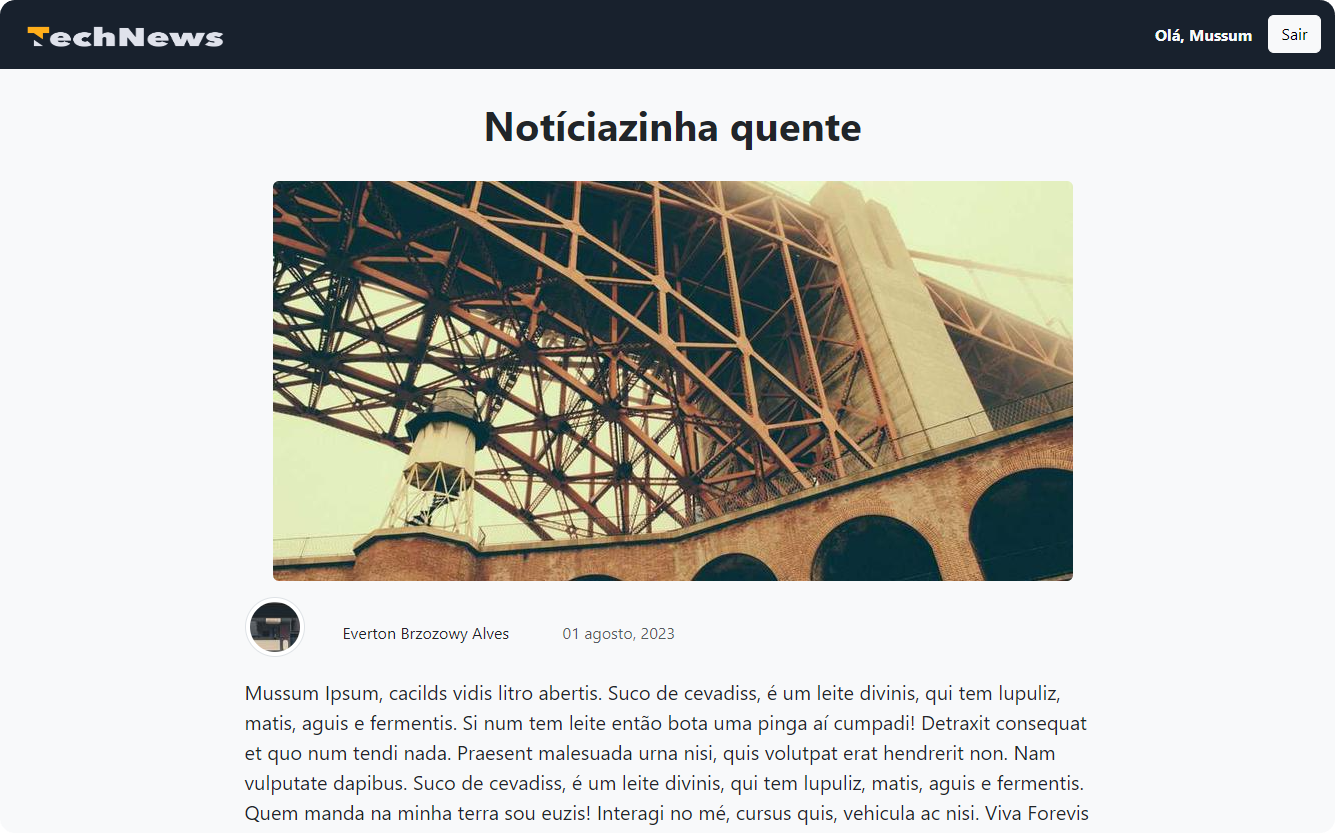 TechNews
Olá, Mussum
Sair
Notíciazinha quente
Everton Brzozowy Alves
01 agosto, 2023
Mussum Ipsum, cacilds vidis litro abertis. Suco de cevadiss, é um leite divinis, qui tem lupuliz,
matis, aguis e fermentis. Si num tem leite então bota uma pinga aí cumpadi! Detraxit consequat
et quo num tendi nada. Praesent malesuada urna nisi, quis volutpat erat hendrerit non. Nam
vulputate dapibus. Suco de cevadiss, é um leite divinis, qui tem lupuliz, matis, aguis e fermentis.
Quem manda na minha terra sou euzis! Interagi no mé, cursus quis, vehicula ac nisi. Viva Forevis